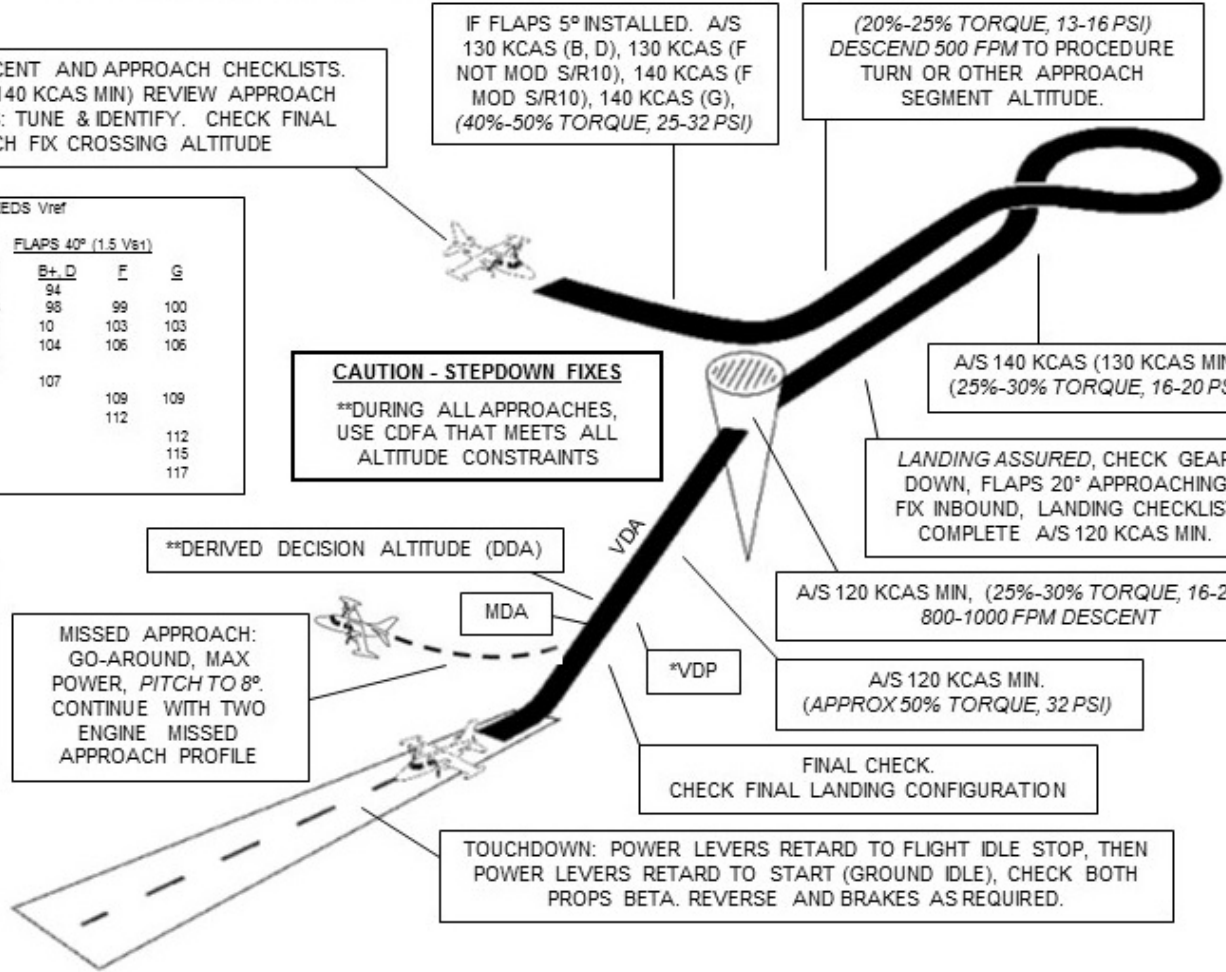 IF FLAPS 5° INSTALLED. A/S
130 KCAS (B, D), 130 KCAS (F
NOT MOD S/R10), 140 KCAS (F
MOD S/R10), 140 KCAS (G),
(40%-50% TORQUE, 25-32 PSI)
(20%-25% TORQUE, 13-16 PSI)
DESCEND 500 FPM TO PROCEDURE
TURN OR OTHER APPROACH
SEGMENT ALTITUDE.
CENT AND APPROACH CHECKLISTS.
140 KCAS MIN) REVIEW APPROACH
: TUNE & IDENTIFY. CHECK FINAL
CH FIX CROSSING ALTITUDE
EDS Vref
FLAPS 40° (1.5 Vs1)
B+, D F G
94
98 99 100
10 103 103
104 106 106
107
109 109
112
112
115
117
CAUTION - STEPDOWN FIXES
**DURING ALL APPROACHES,
USE CDFA THAT MEETS ALL
ALTITUDE CONSTRAINTS
A/S 140 KCAS (130 KCAS MIN
(25%-30% TORQUE, 16-20 PS
LANDING ASSURED, CHECK GEAR
DOWN, FLAPS 20° APPROACHING
FIX INBOUND, LANDING CHECKLIST
COMPLETE A/S 120 KCAS MIN.
VDA
**DERIVED DECISION ALTITUDE (DDA)
A/S 120 KCAS MIN, (25%-30% TORQUE, 16-2
800-1000 FPM DESCENT
MDA
MISSED APPROACH:
GO-AROUND, MAX
POWER, PITCH TO 8°.
CONTINUE WITH TWO
ENGINE MISSED
APPROACH PROFILE
*VDP
A/S 120 KCAS MIN.
(APPROX 50% TORQUE, 32 PSI)
FINAL CHECK.
CHECK FINAL LANDING CONFIGURATION
TOUCHDOWN: POWER LEVERS RETARD TO FLIGHT IDLE STOP, THEN
POWER LEVERS RETARD TO START (GROUND IDLE), CHECK BOTH
PROPS BETA. REVERSE AND BRAKES AS REQUIRED.